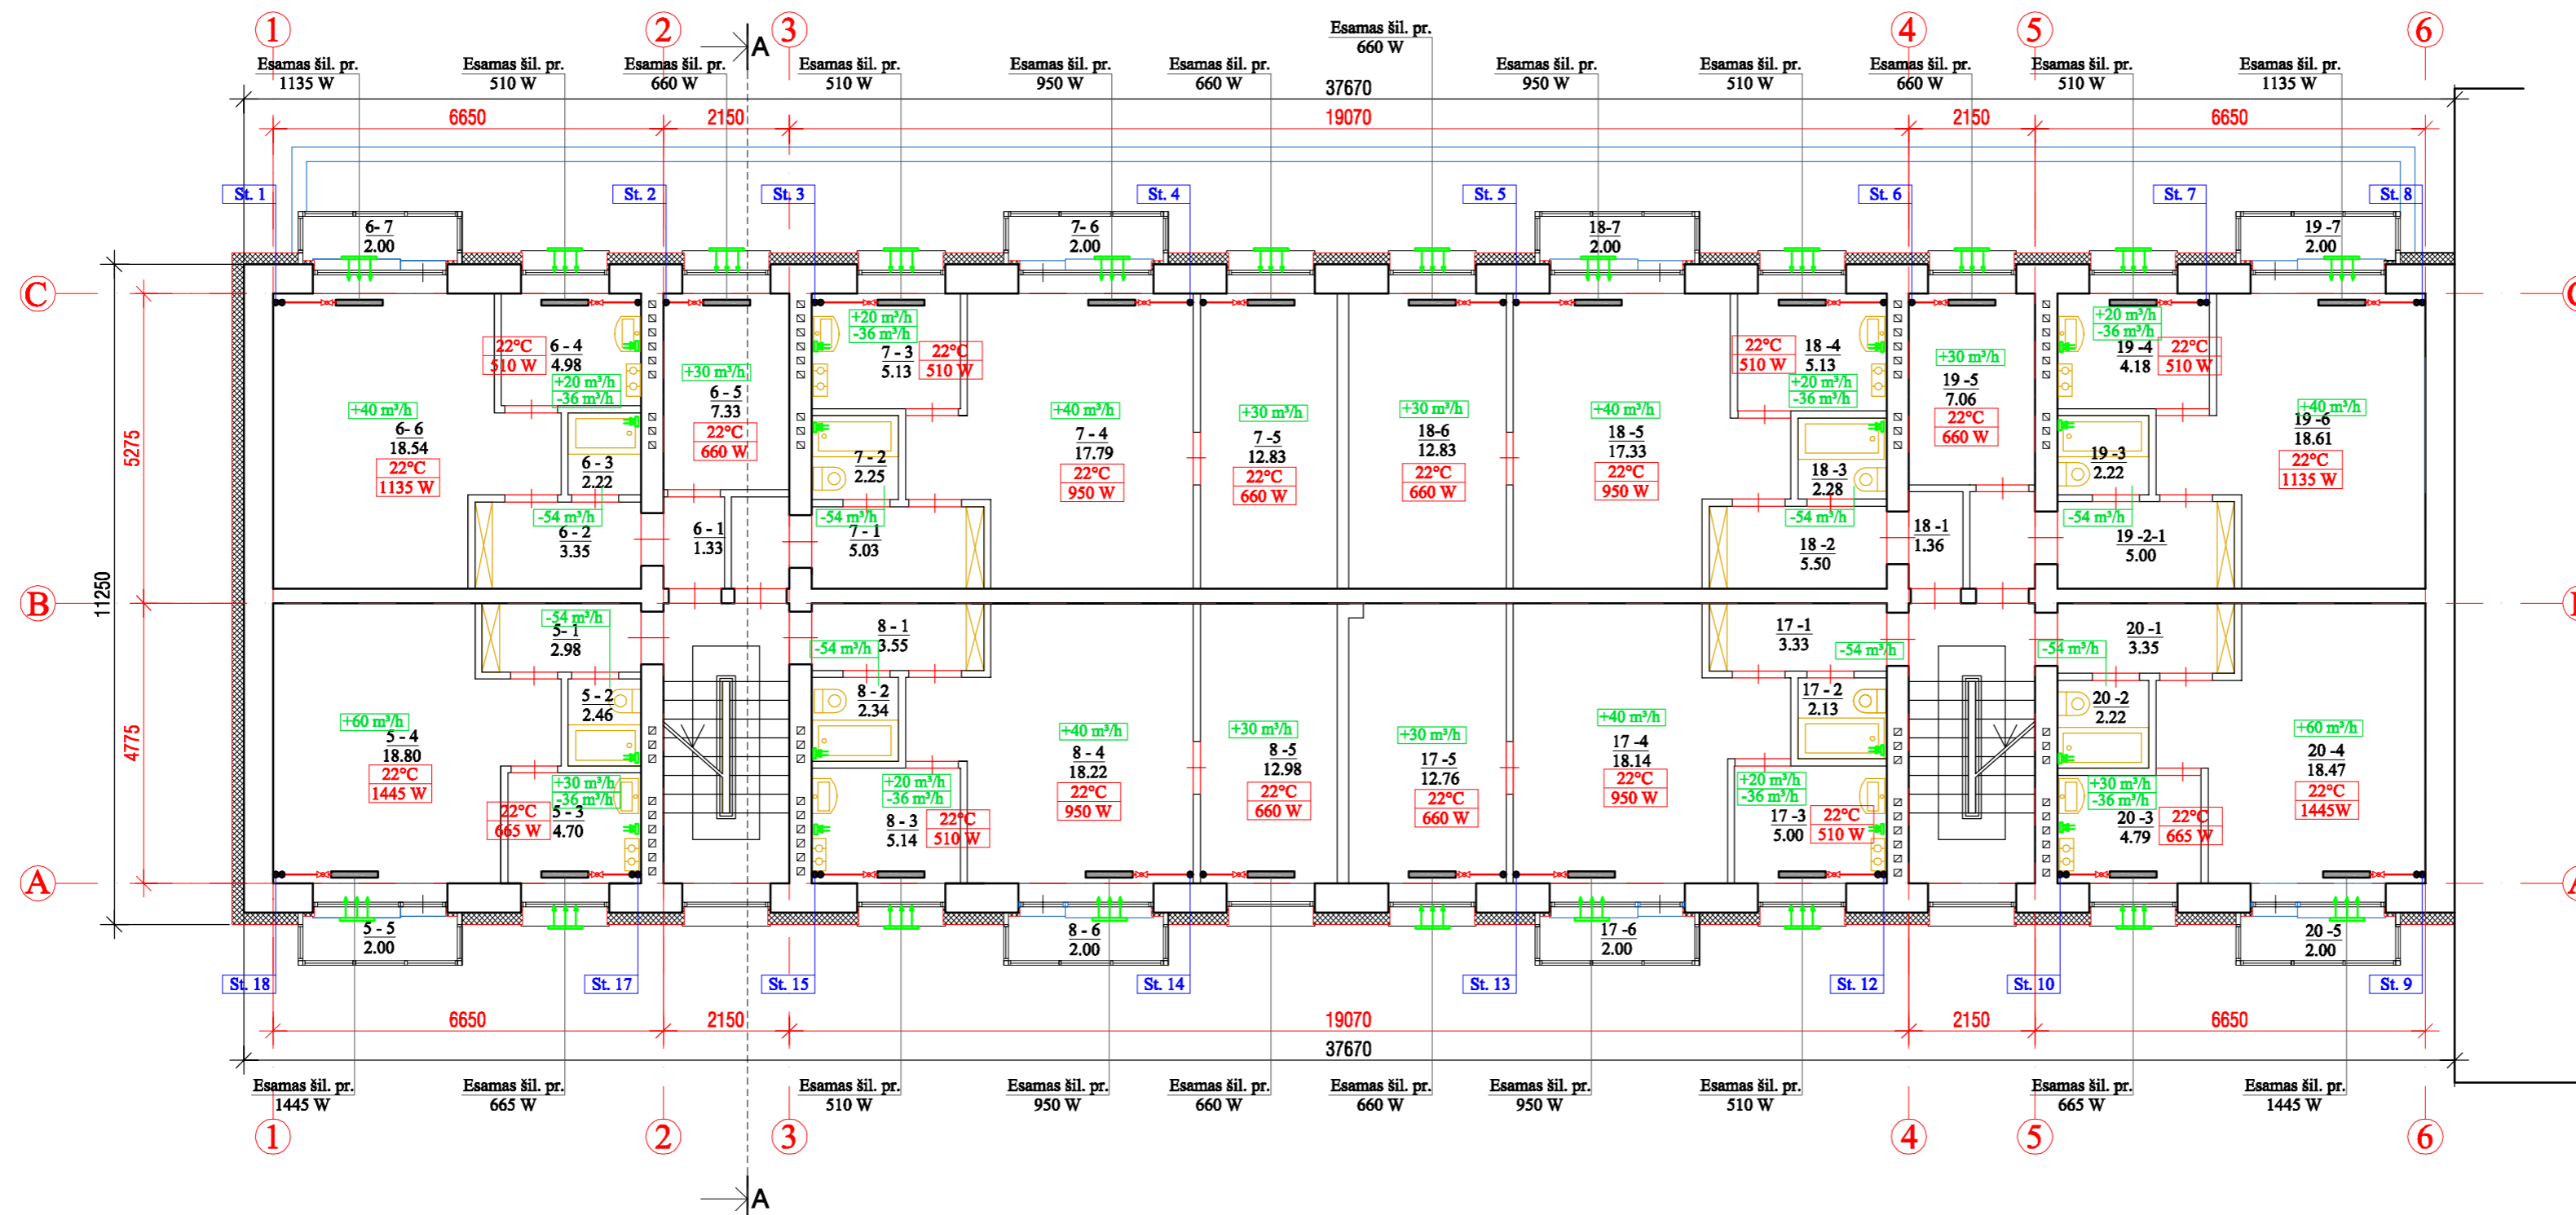 1 2 3 4 5 6
A
Esamas šil. pr.
660 W
Esamas šil. pr. Esamas šil. pr. Esamas šil. pr. Esamas šil. pr. Esamas šil. pr. Esamas šil. pr. Esamas šil. pr. Esamas šil. pr. Esamas šil. pr. Esamas šil. pr. Esamas šil. pr.
1135 W 510 W 660 W 510 W 950 W 660 W 950 W 510 W 660 W 510 W 1135 W
37670
6650 2150 19070 2150 6650
St. 1 St. 2 St. 3 St. 4 St. 5 St. 6 St. 7 St. 8
6- 7
2.00
7- 6
2.00
18-7
2.00
19 -7
2.00
C
B
A
5275
4775
11250
22°C
510 W
6 - 4
4.98
+20 m³/h
-36 m³/h
+40 m³/h
6- 6
18.54
22°C
1135 W
6 - 3
2.22
-54 m³/h
6 - 2
3.35
+30 m³/h
6 - 5
7.33
22°C
660 W
6 - 1
1.33
+20 m³/h
-36 m³/h
7 - 3
5.13
22°C
510 W
7 - 2
2.25
-54 m³/h
7 - 1
5.03
+40 m³/h
7 - 4
17.79
22°C
950 W
+30 m³/h
7 -5
12.83
22°C
660 W
+30 m³/h
18-6
12.83
22°C
660 W
+40 m³/h
18 -5
17.33
22°C
950 W
22°C
510 W
18 -4
5.13
+20 m³/h
-36 m³/h
18 -3
2.28
-54 m³/h
18 -2
5.50
+30 m³/h
19 -5
7.06
22°C
660 W
18 -1
1.36
+20 m³/h
-36 m³/h
19 -4
4.18
22°C
510 W
19 -3
2.22
-54 m³/h
19 -2-1
5.00
+40 m³/h
19 -6
18.61
22°C
1135 W
-54 m³/h
5- 1
2.98
5 - 2
2.46
+60 m³/h
5 - 4
18.80
22°C
1445 W
+30 m³/h
-36 m³/h
22°C
665 W
5 - 3
4.70
8 - 1
3.55
-54 m³/h
8 - 2
2.34
+20 m³/h
-36 m³/h
8 - 3
5.14
22°C
510 W
+40 m³/h
8 - 4
18.22
22°C
950 W
+30 m³/h
8 -5
12.98
22°C
660 W
+30 m³/h
17 -5
12.76
22°C
660 W
+40 m³/h
17 -4
18.14
22°C
950 W
17 -1
3.33
-54 m³/h
17 - 2
2.13
+20 m³/h
-36 m³/h
17 -3
5.00
22°C
510 W
20 -1
3.35
-54 m³/h
20 -2
2.22
+30 m³/h
-36 m³/h
20 -3
4.79
22°C
665 W
+60 m³/h
20 -4
18.47
22°C
1445W
5 - 5
2.00
8 - 6
2.00
17 -6
2.00
20 -5
2.00
St. 18 St. 17 St. 15 St. 14 St. 13 St. 12 St. 10 St. 9
6650 2150 19070 2150 6650
37670
Esamas šil. pr. Esamas šil. pr. Esamas šil. pr. Esamas šil. pr. Esamas šil. pr. Esamas šil. pr. Esamas šil. pr. Esamas šil. pr. Esamas šil. pr. Esamas šil. pr.
1445 W 665 W 510 W 950 W 660 W 660 W 950 W 510 W 665 W 1445 W
1 2 3 4 5 6
A